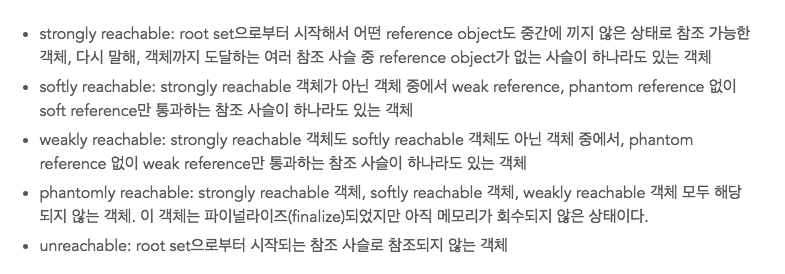 • strongly reachable: root set으로부터 시작해서 어떤 reference object도 중간에 끼지 않은 상태로 참조 가능한
객체, 다시 말해, 객체까지 도달하는 여러 참조 사슬 중 reference object가 없는 사슬이 하나라도 있는 객체
• softly reachable: strongly reachable 객체가 아닌 객체 중에서 weak reference, phantom reference 없이
soft reference만 통과하는 참조 사슬이 하나라도 있는 객체
• weakly reachable: strongly reachable 객체도 softly reachable 객체도 아닌 객체 중에서, phantom
reference 없이 weak reference만 통과하는 참조 사슬이 하나라도 있는 객체
• phantomly reachable: strongly reachable 객체, softly reachable 객체, weakly reachable 객체 모두 해당
되지 않는 객체. 이 객체는 파이널라이즈(finalize)되었지만 아직 메모리가 회수되지 않은 상태이다.
• unreachable: root set으로부터 시작되는 참조 사슬로 참조되지 않는 객체